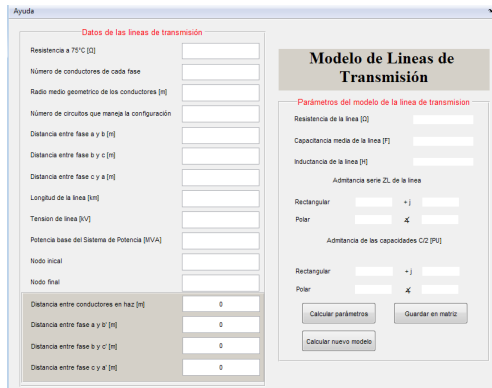 Ayuda
Datos de las lineas de transmisión
Resistencia a 75°C [Ω]
Número de conductores de cada fase
Radio medio geometrico de los conductores [m]
Número de circuitos que maneja la configuración
Distancia entre fase a y b [m]
Distancia entre fase b y c [m]
Distancia entre fase c y a [m]
Longitud de la linea [km]
Tension de linea [kV]
Potencia base del Sistema de Potencia [MVA]
Nodo inical
Nodo final
Distancia entre conductores en haz [m] 0
Distancia entre fase a y b' [m] 0
Distancia entre fase b y c' [m] 0
Distancia entre fase c y a' [m] 0
Modelo de Lineas de
Transmisión
Parámetros del modelo de la linea de transmision
Resistencia de la linea [Ω]
Capacitancia media de la linea [F]
Inductancia de la linea [H]
Admitancia serie ZL de la linea
Rectangular + j
Polar ∡
Admitancia de las capacidades C/2 [PU]
Rectangular + j
Polar ∡
Calcular parámetros Guardar en matriz
Calcular nuevo modelo